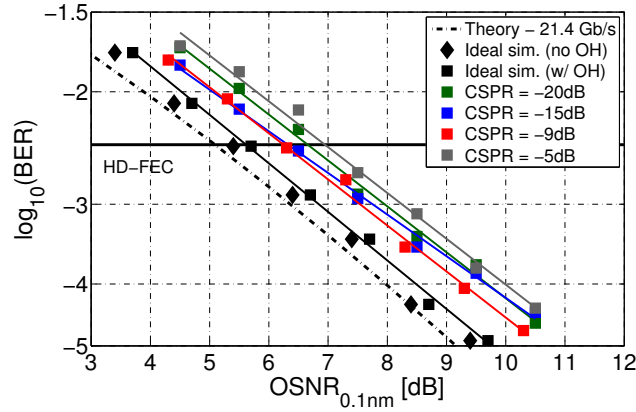 −1.5
−2
−3
−4
−5
3 4 5 6 7 8 9 10 11 12
log10(BER)
OSNR0.1nm [dB]
HD−FEC
Theory − 21.4 Gb/s
Ideal sim. (no OH)
Ideal sim. (w/ OH)
CSPR = −20dB
CSPR = −15dB
CSPR = −9dB
CSPR = −5dB